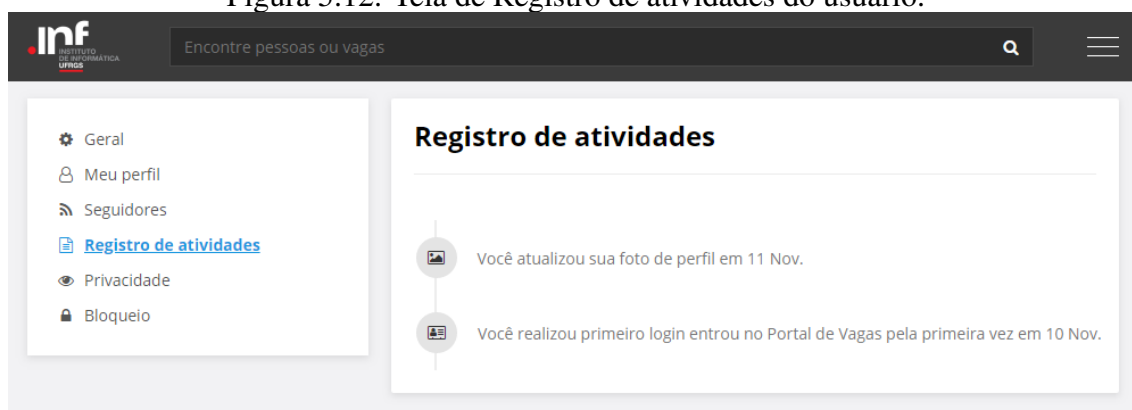 Figura 5.12: Tela de Registro de atividades do usuário.
Inf
INSTITUTO
DE INFORMÁTICA
UFRGS
Encontre pessoas ou vagas
Geral
Meu perfil
Seguidores
Registro de atividades
Privacidade
Bloqueio
Registro de atividades
Você atualizou sua foto de perfil em 11 Nov.
Você realizou primeiro login entrou no Portal de Vagas pela primeira vez em 10 Nov.